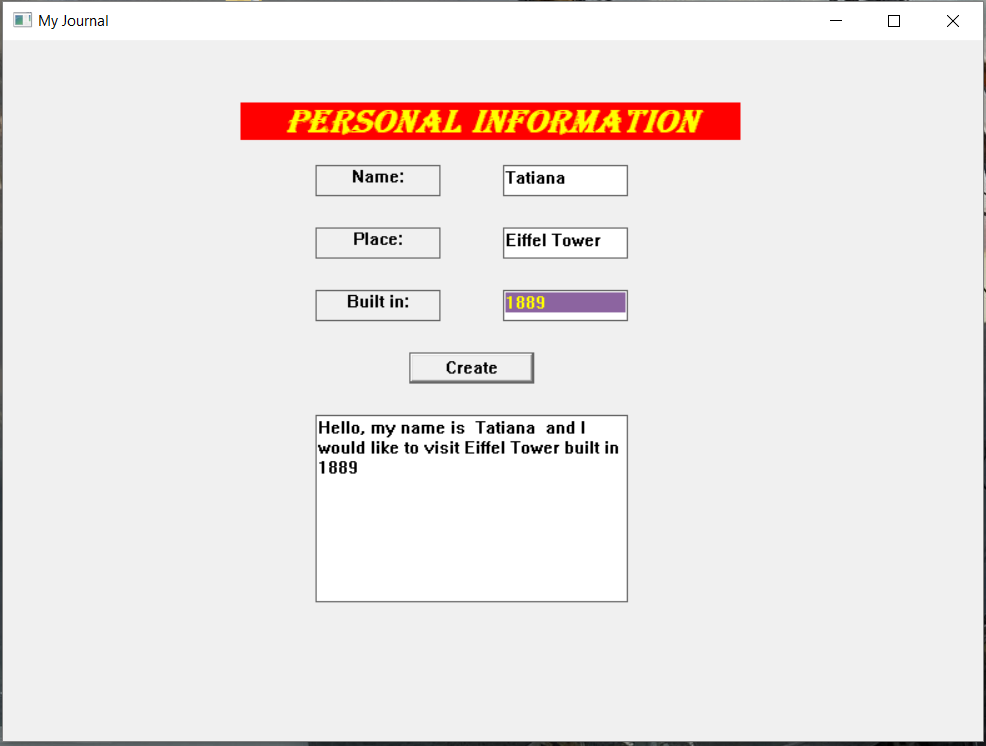 My Journal
PERSONAL INFORMATION
Name:
Tatiana
Place:
Eiffel Tower
Built in:
1889
Create
Hello, my name is  Tatiana  and I
would like to visit Eiffel Tower built in
1889